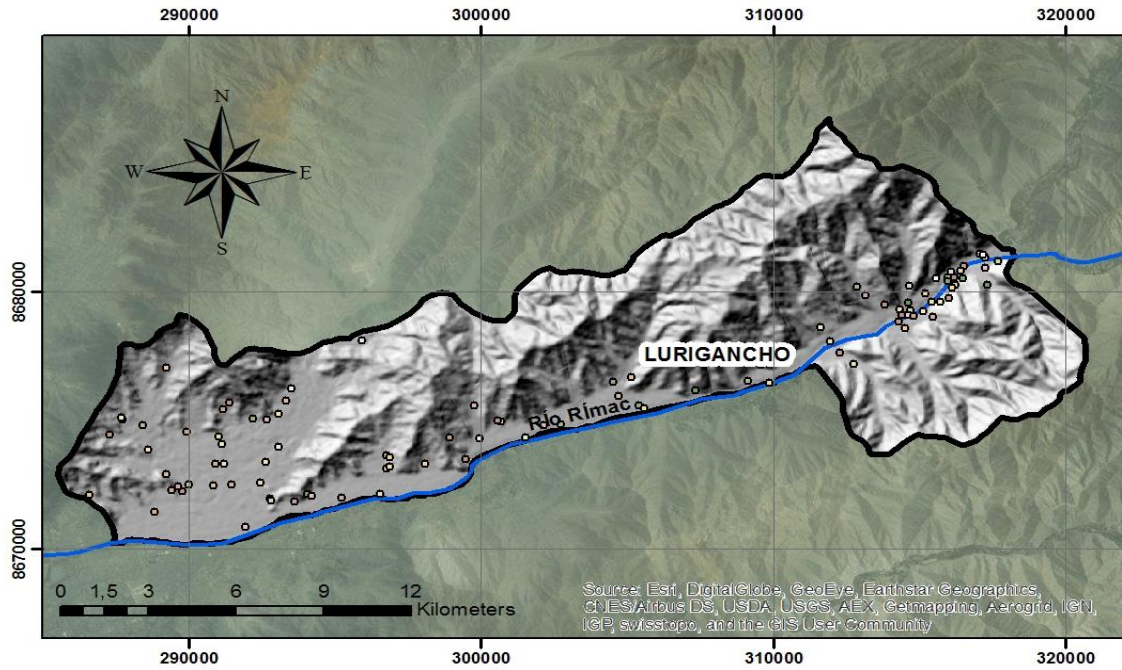 290000 300000 310000 320000
N
W E
S
8680000 8680000
LURIGANCHO
Río Rímac
8670000 8670000
0 1,5 3 6 9 12
Kilometers
Source: Esri, DigitalGlobe, GeoEye, Earthstar Geographics,
CNES/Airbus DS, USDA, USGS, AEX, Getmapping, Aerogrid, IGN,
IGP, swisstopo, and the GIS User Community
290000 300000 310000 320000